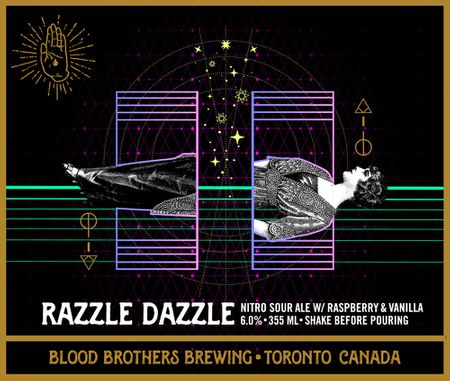 RAZZLE DAZZLE
NITRO SOUR ALE W/ RASPBERRY & VANILLA
6.0% • 355 ML • SHAKE BEFORE POURING
BLOOD BROTHERS BREWING • TORONTO CANADA